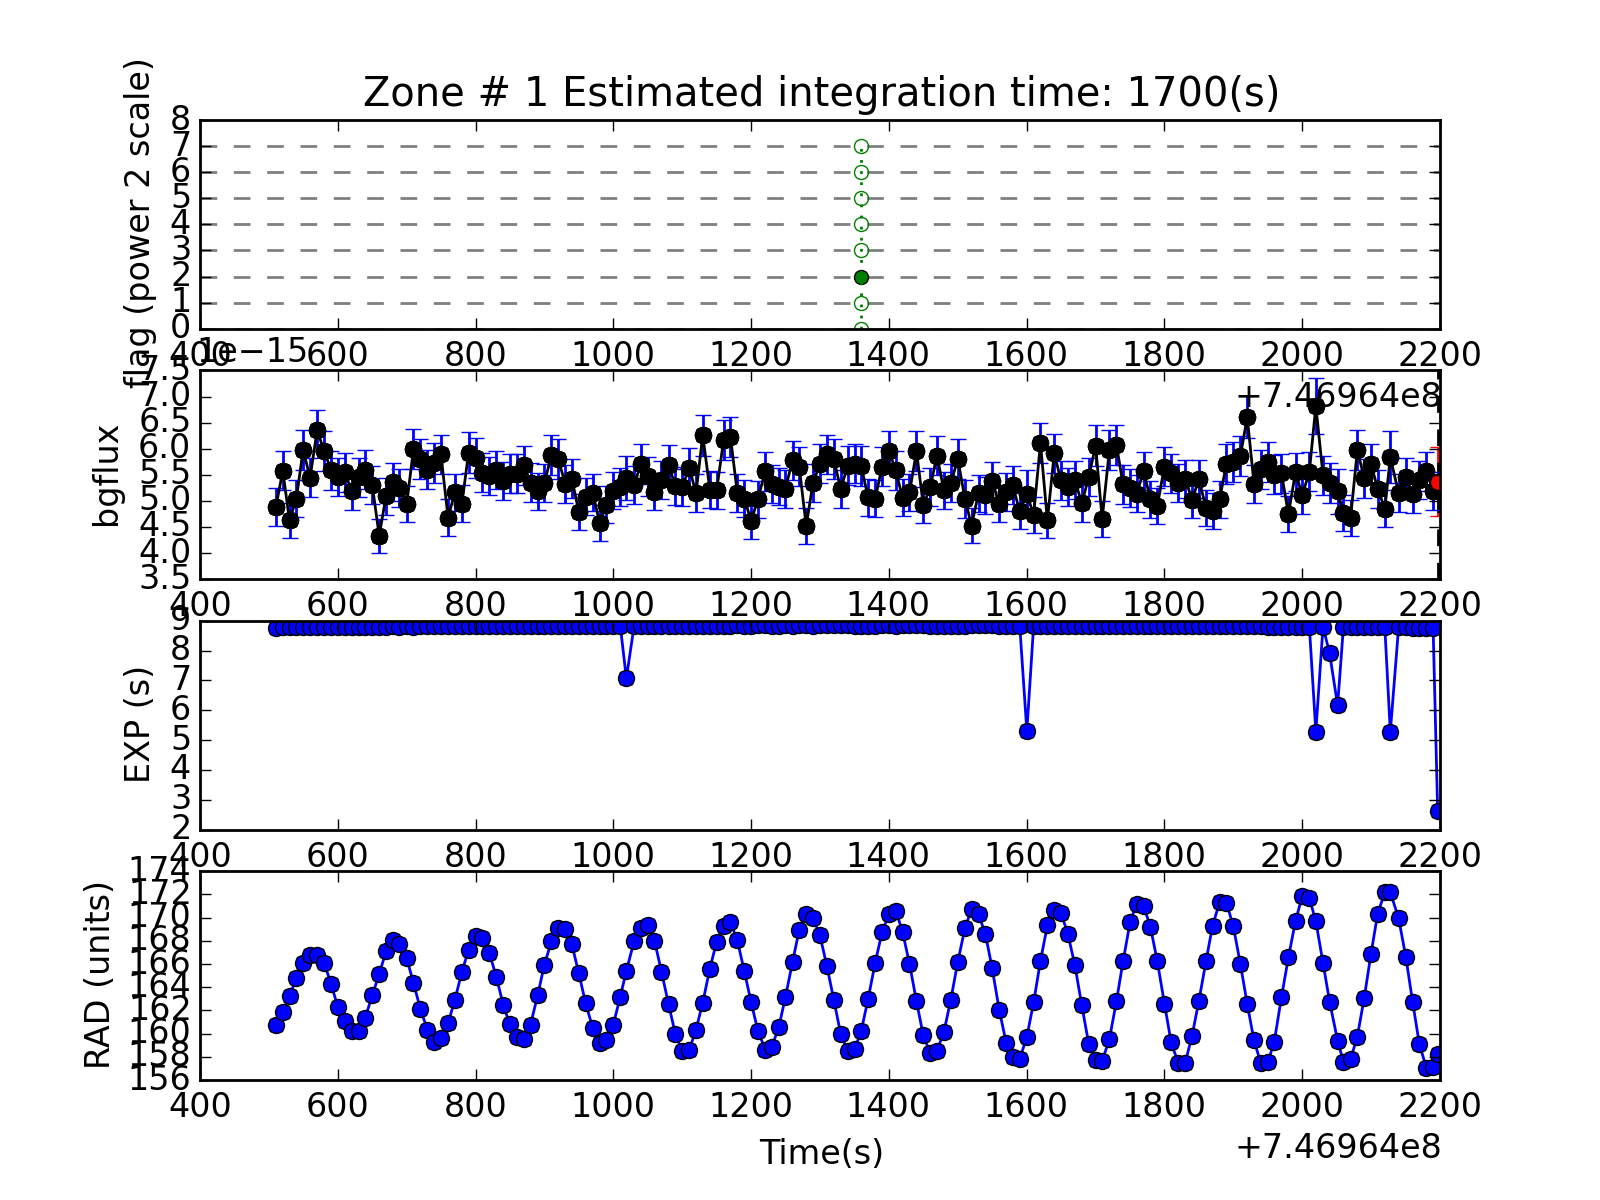 Zone # 1 Estimated integration time: 1700(s)
flag (power 2 scale)
8
7
6
5
4
3
2
1
0
400 600 800 1000 1200 1400 1600 1800 2000 2200
1e−15
+7.46964e8
bgflux
7.5
7.0
6.5
6.0
5.5
5.0
4.5
4.0
3.5
400 600 800 1000 1200 1400 1600 1800 2000 2200
EXP (s)
9
8
7
6
5
4
3
2
400 600 800 1000 1200 1400 1600 1800 2000 2200
RAD (units)
174
172
170
168
166
164
162
160
158
156
400 600 800 1000 1200 1400 1600 1800 2000 2200
Time(s)
+7.46964e8